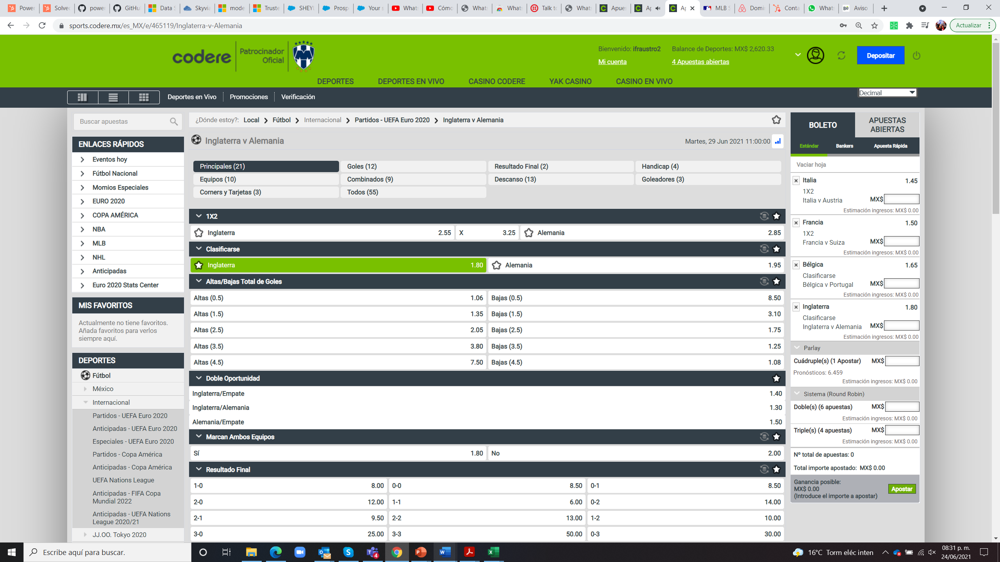 Power
Solved
power
GitHu
Data S
Skyvia
mode
Truste
SHEYL
Prosp
Your s
Whats
Cómo
Whats
Whats
Talk to
Whats
Apues
Ap
Ap
MLB S
Domin
Conta
Whats
Aviso
sports.codere.mx/es_MX/e/465119/Inglaterra-v-Alemania
Actualizar
codere
Patrocinador
Oficial
Bienvenido: ifraustro2
Balance de Deportes: MX$ 2,620.33
Mi cuenta
4 Apuestas abiertas
Depositar
DEPORTES
DEPORTES EN VIVO
CASINO CODERE
YAK CASINO
CASINO EN VIVO
Deportes en Vivo
Promociones
Verificación
Decimal
Buscar apuestas
ENLACES RÁPIDOS
Eventos hoy
Fútbol Nacional
Momios Especiales
EURO 2020
COPA AMÉRICA
NBA
MLB
NHL
Anticipadas
Euro 2020 Stats Center
MIS FAVORITOS
Actualmente no tiene favoritos.
Añada favoritos para verlos
siempre aquí.
DEPORTES
Fútbol
México
Internacional
Partidos - UEFA Euro 2020
Anticipadas - UEFA Euro 2020
Especiales - UEFA Euro 2020
Partidos - Copa América
Anticipadas - Copa América
UEFA Nations League
Anticipadas - FIFA Copa
Mundial 2022
Anticipadas - UEFA Nations
League 2020/21
JJ.OO. Tokyo 2020
¿Dónde estoy?: Local Fútbol Internacional Partidos - UEFA Euro 2020 Inglaterra v Alemania
Inglaterra v Alemania
Martes, 29 Jun 2021 11:00:00
Principales (21) Goles (12) Resultado Final (2) Handicap (4)
Equipos (10) Combinados (9) Descanso (13) Goleadores (3)
Corners y Tarjetas (3) Todos (55)
1X2
Inglaterra 2.55 X 3.25 Alemania 2.85
Clasificarse
Inglaterra 1.80 Alemania 1.95
Altas/Bajas Total de Goles
Altas (0.5) 1.06 Bajas (0.5) 8.50
Altas (1.5) 1.35 Bajas (1.5) 3.10
Altas (2.5) 2.05 Bajas (2.5) 1.75
Altas (3.5) 3.80 Bajas (3.5) 1.25
Altas (4.5) 7.50 Bajas (4.5) 1.08
Doble Oportunidad
Inglaterra/Empate 1.40
Inglaterra/Alemania 1.30
Alemania/Empate 1.50
Marcan Ambos Equipos
Sí 1.80 No 2.00
Resultado Final
1-0 8.00 0-0 8.50 0-1 8.50
2-0 12.00 1-1 6.00 0-2 14.00
2-1 9.50 2-2 13.00 1-2 10.00
3-0 25.00 3-3 50.00 0-3 30.00
BOLETO
APUESTAS
ABIERTAS
Estándar Bankers Apuesta Rápida
Vaciar hoja
Italia 1.45
1X2
Italia v Austria MX$
Estimación ingresos: MX$ 0.00
Francia 1.50
1X2
Francia v Suiza MX$
Estimación ingresos: MX$ 0.00
Bélgica 1.65
Clasificarse
Bélgica v Portugal MX$
Estimación ingresos: MX$ 0.00
Inglaterra 1.80
Clasificarse
Inglaterra v Alemania MX$
Estimación ingresos: MX$ 0.00
Parlay
Cuádruple(s) (1 Apostar) MX$
Pronósticos: 6.459
Estimación ingresos: MX$ 0.00
Sistema (Round Robin)
Doble(s) (6 apuestas) MX$
Estimación ingresos: MX$ 0.00
Triple(s) (4 apuestas) MX$
Estimación ingresos: MX$ 0.00
Nº total de apuestas: 0
Total importe apostado: MX$ 0.00
Ganancia posible:
MX$ 0.00
(Introduce el importe a apostar)
Apostar
Escribe aquí para buscar.
4
16°C Torm eléc inten
08:31 p. m.
24/06/2021